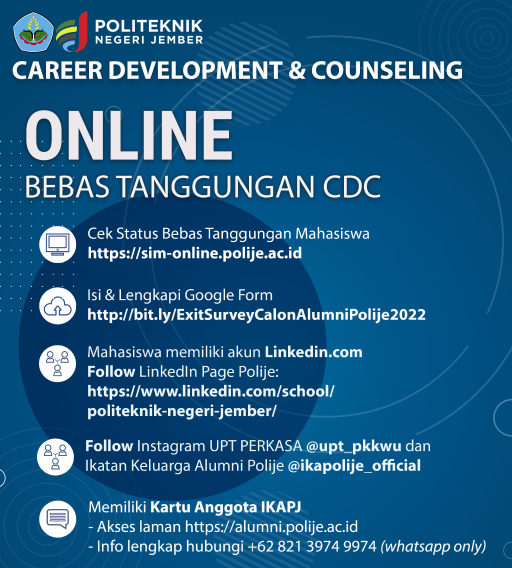 POLITEKNIK
NEGERI JEMBER
CAREER DEVELOPMENT & COUNSELING
ONLINE
BEBAS TANGGUNGAN CDC
Cek Status Bebas Tanggungan Mahasiswa
https://sim-online.polije.ac.id
Isi & Lengkapi Google Form
http://bit.ly/ExitSurveyCalonAlumniPolije2022
Mahasiswa memiliki akun Linkedin.com
Follow LinkedIn Page Polije:
https://www.linkedin.com/school/
politeknik-negeri-jember/
Follow Instagram UPT PERKASA @upt_pkkwu dan
Ikatan Keluarga Alumni Polije @ikapolije_official
Memiliki Kartu Anggota IKAPJ
- Akses laman https://alumni.polije.ac.id
- Info lengkap hubungi +62 821 3974 9974 (whatsapp only)